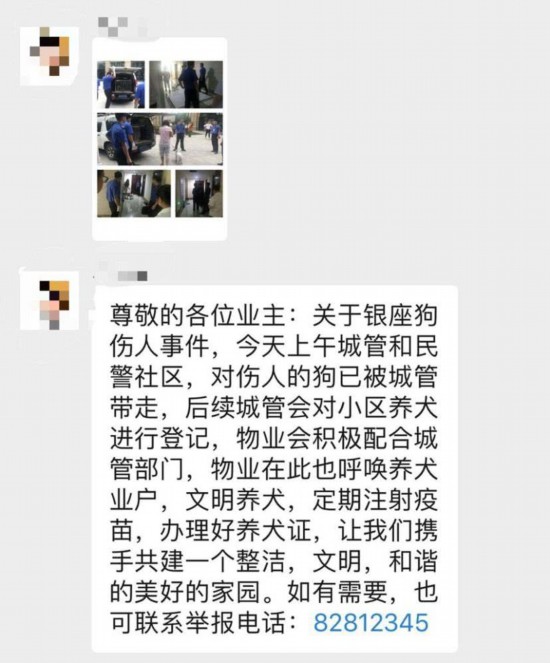 尊敬的各位业主：关于银座狗
伤人事件，今天上午城管和民
警社区，对伤人的狗已被城管
带走，后续城管会对小区养犬
进行登记，物业会积极配合城
管部门，物业在此也呼唤养犬
业户，文明养犬，定期注射疫
苗，办理好养犬证，让我们携
手共建一个整洁，文明，和谐
的美好的家园。如有需要，也
可联系举报电话：82812345